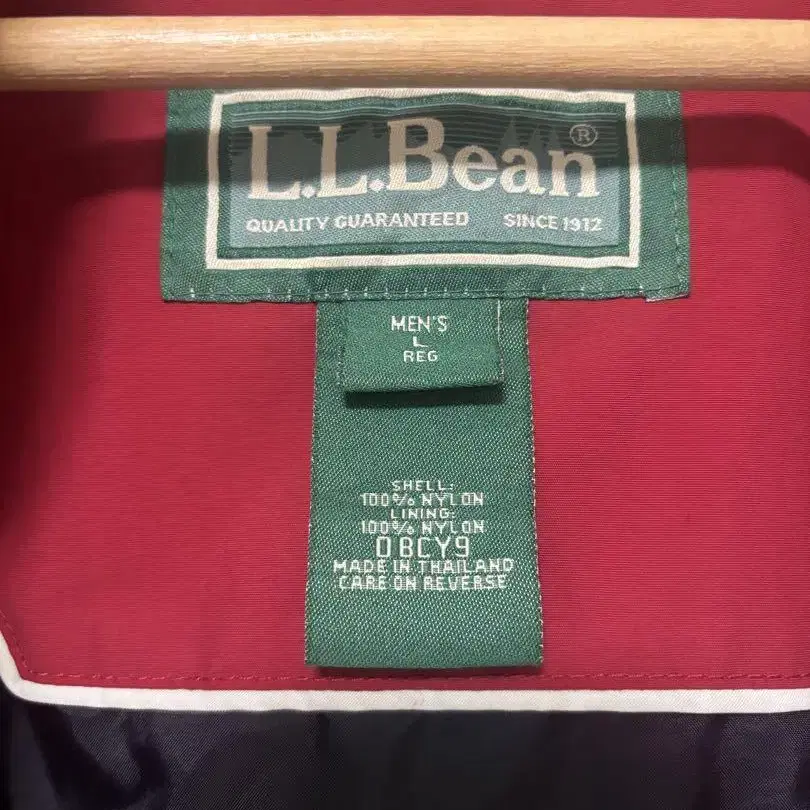 L.L.Bean®
QUALITY GUARANTEED SINCE 1912
MEN'S
L
REG
SHELL:
100% NYLON
LINING:
100% NYLON
0BCY9
MADE IN THAILAND
CARE ON REVERSE